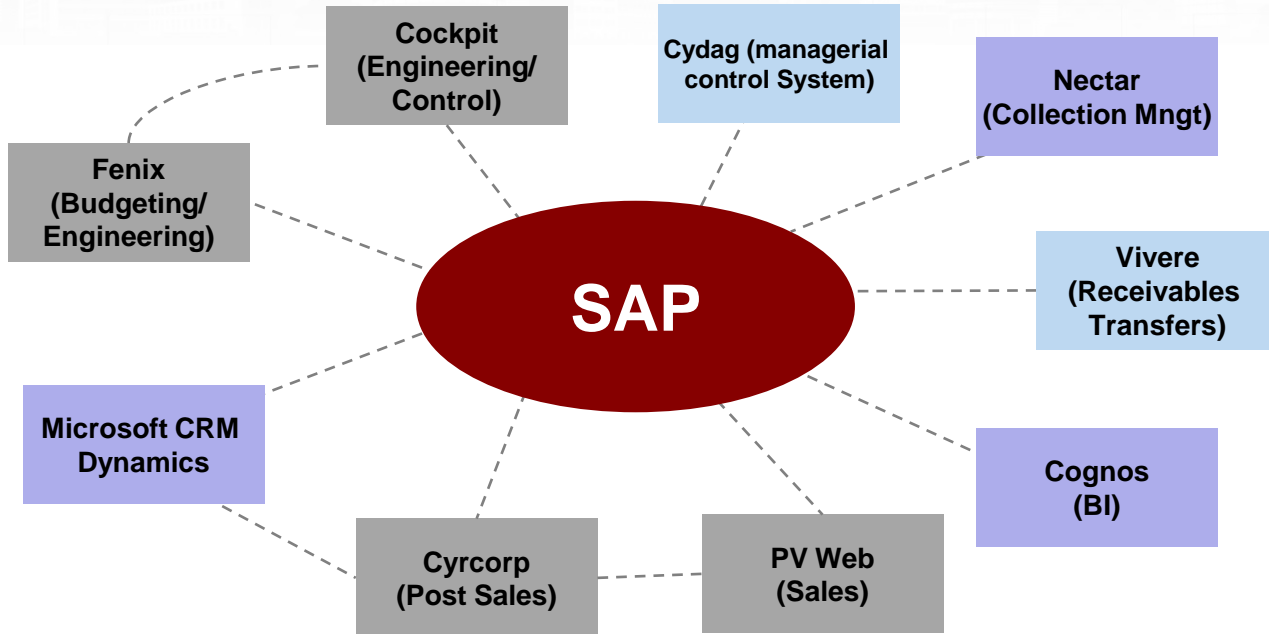 Cockpit
(Engineering/
Control)
Cydag (managerial
control System)
Nectar
(Collection Mngt)
Fenix
(Budgeting/
Engineering)
SAP
Vivere
(Receivables
Transfers)
Microsoft CRM
Dynamics
Cognos
(BI)
Cyrcorp
(Post Sales)
PV Web
(Sales)